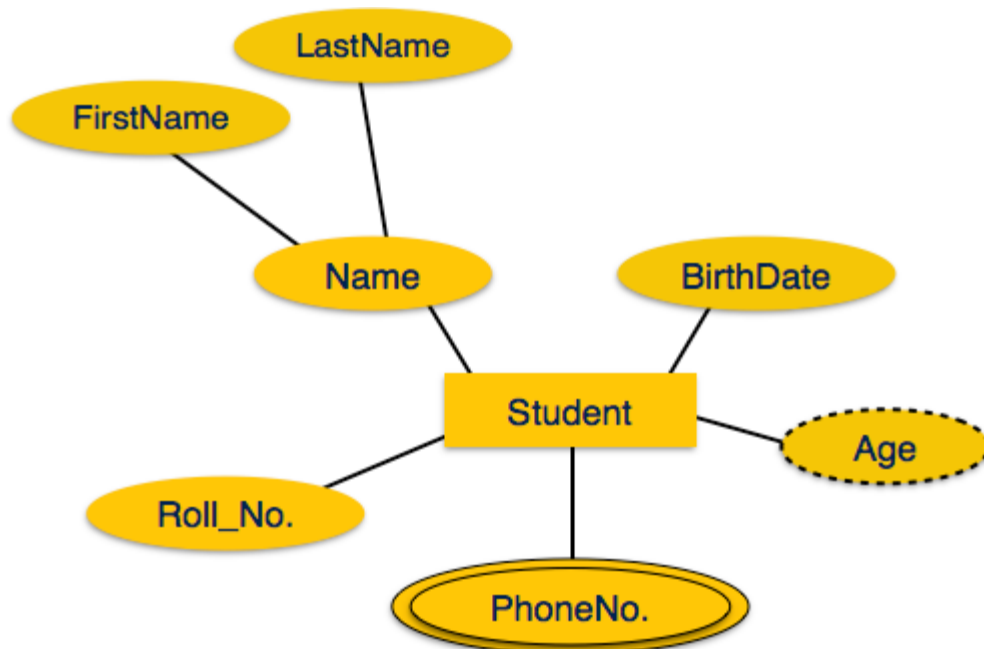 LastName
FirstName
Name
BirthDate
Student
Age
Roll_No.
PhoneNo.